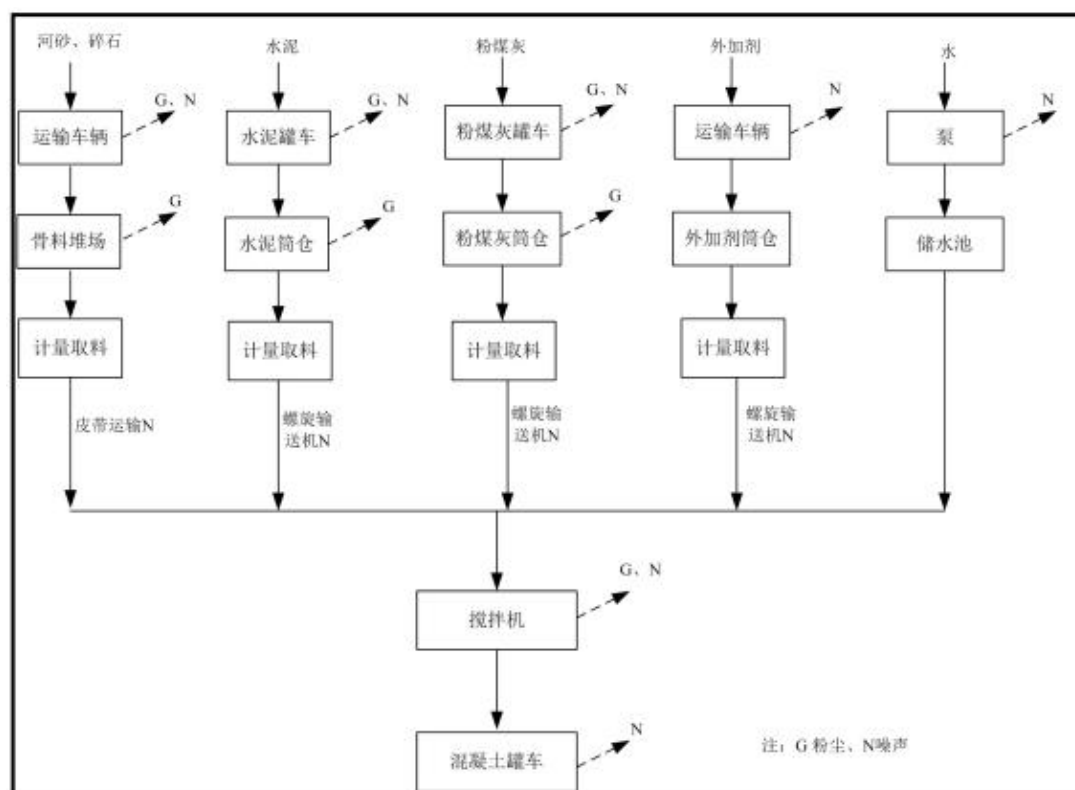 河砂、碎石
水泥
粉煤灰
外加剂
水
G、N
G、N
G、N
N
N
运输车辆
水泥罐车
粉煤灰罐车
运输车辆
泵
G
G
G
骨料堆场
水泥筒仓
粉煤灰筒仓
外加剂筒仓
储水池
计量取料
计量取料
计量取料
计量取料
皮带运输N
螺旋输
送机N
螺旋输
送机N
螺旋输
送机N
G、N
搅拌机
N
混凝土罐车
注：G 粉尘、N噪声